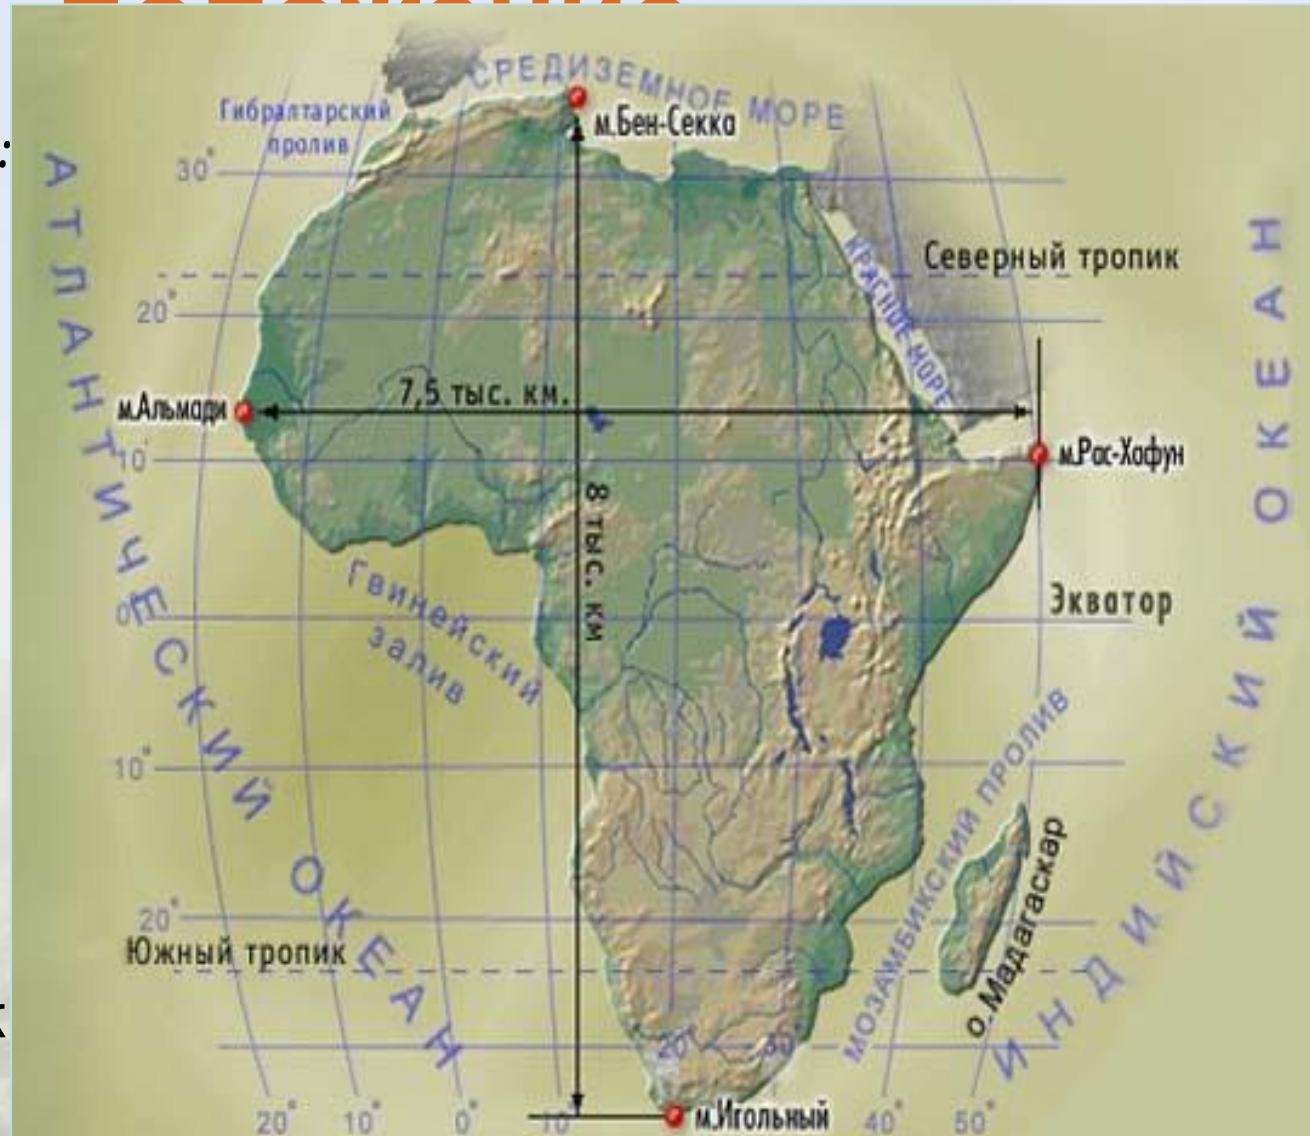 СРЕДИЗЕМНОЕ МОРЕ
Гибралтарский
пролив
м.Бен-Секка
30°
АТЛАНТИЧЕСКИЙ ОКЕАН
Северный тропик
КРАСНОЕ МОРЕ
20°
7,5 тыс. км.
м.Альмади
10°
м.Рас-Хафун
8 тыс. км
Гвинейский
залив
0°
Экватор
ИНДИЙСКИЙ ОКЕАН
10°
МОЗАМБИКСКИЙ ПРОЛИВ
о.Мадагаскар
20°
Южный тропик
20°
30°
20°
10°
0°
10°
м.Игольный
40°
50°